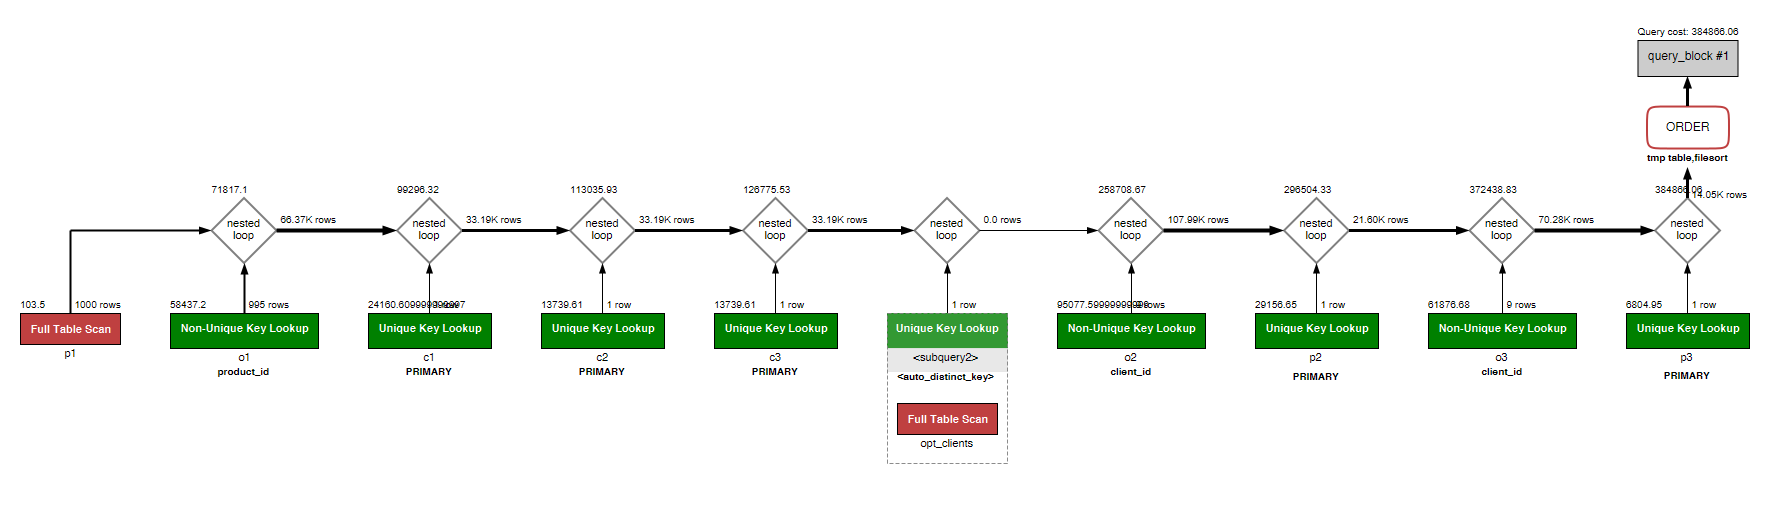 Query cost: 384866.06
query_block #1
ORDER
tmp table,filesort
71817.1
99296.32
113035.93
126775.53
258708.67
296504.33
372438.83
384866.06
14.05K rows
nested loop
66.37K rows
nested loop
33.19K rows
nested loop
33.19K rows
nested loop
33.19K rows
nested loop
0.0 rows
nested loop
107.99K rows
nested loop
21.60K rows
nested loop
70.28K rows
nested loop
103.5
1000 rows
58437.2
995 rows
13739.61
1 row
13739.61
1 row
1 row
29156.65
1 row
61876.68
9 rows
6804.95
1 row
Full Table Scan
Non-Unique Key Lookup
Unique Key Lookup
Unique Key Lookup
Unique Key Lookup
Unique Key Lookup
Non-Unique Key Lookup
Unique Key Lookup
Non-Unique Key Lookup
Unique Key Lookup
p1
o1
c1
c2
c3
<subquery2>
o2
p2
o3
p3
product_id
PRIMARY
PRIMARY
PRIMARY
<auto_distinct_key>
client_id
PRIMARY
client_id
PRIMARY
Full Table Scan
opt_clients